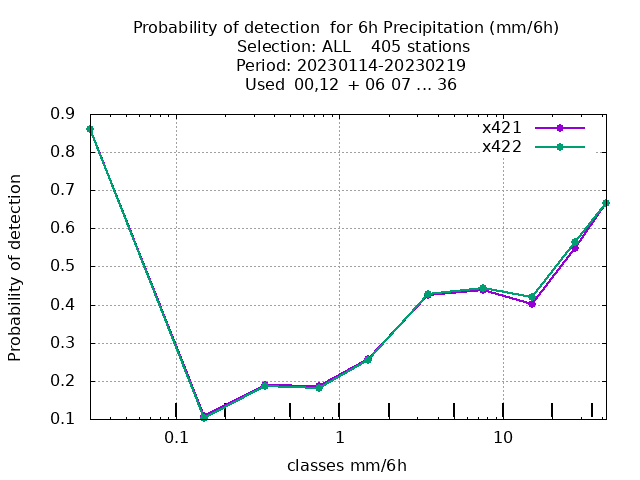 Probability of detection  for 6h Precipitation (mm/6h)
Selection: ALL    405 stations
Period: 20230114-20230219
Used  00,12  + 06 07 ... 36
x421
x422
Probability of detection
0.9
0.8
0.7
0.6
0.5
0.4
0.3
0.2
0.1
0.1
1
10
classes mm/6h